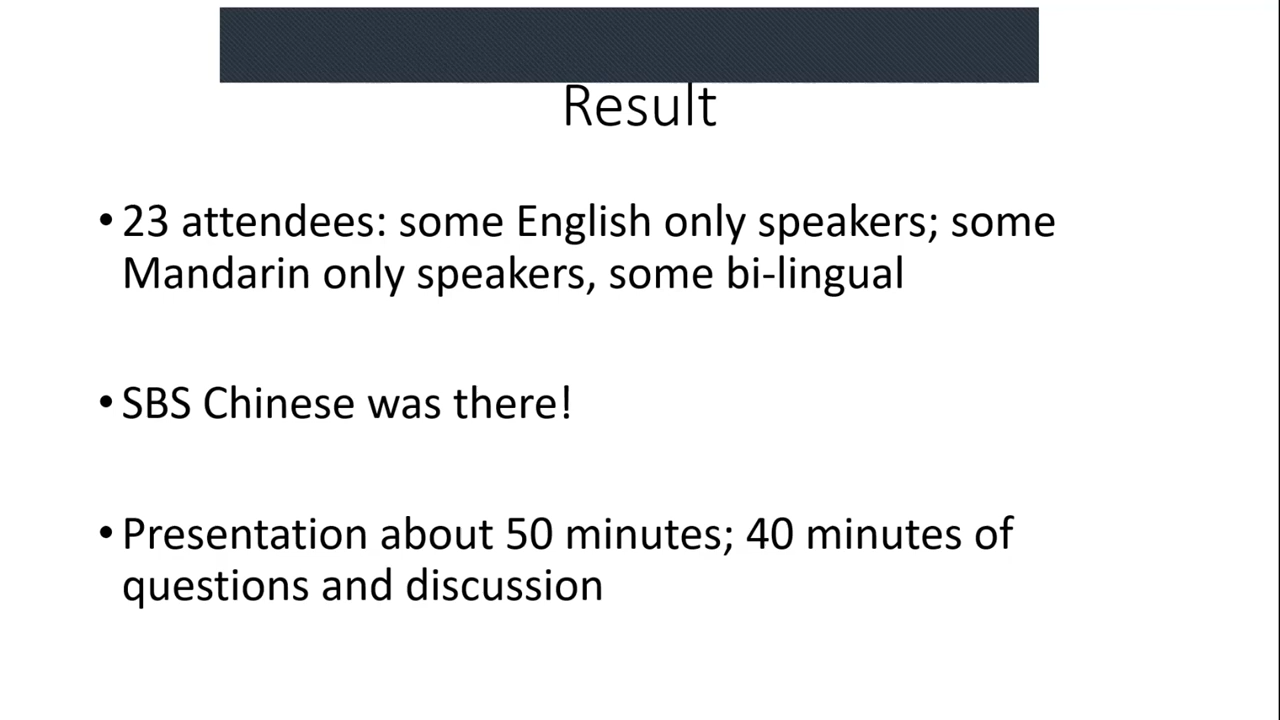 Result
• 23 attendees: some English only speakers; some
Mandarin only speakers, some bi-lingual
• SBS Chinese was there!
• Presentation about 50 minutes; 40 minutes of
questions and discussion